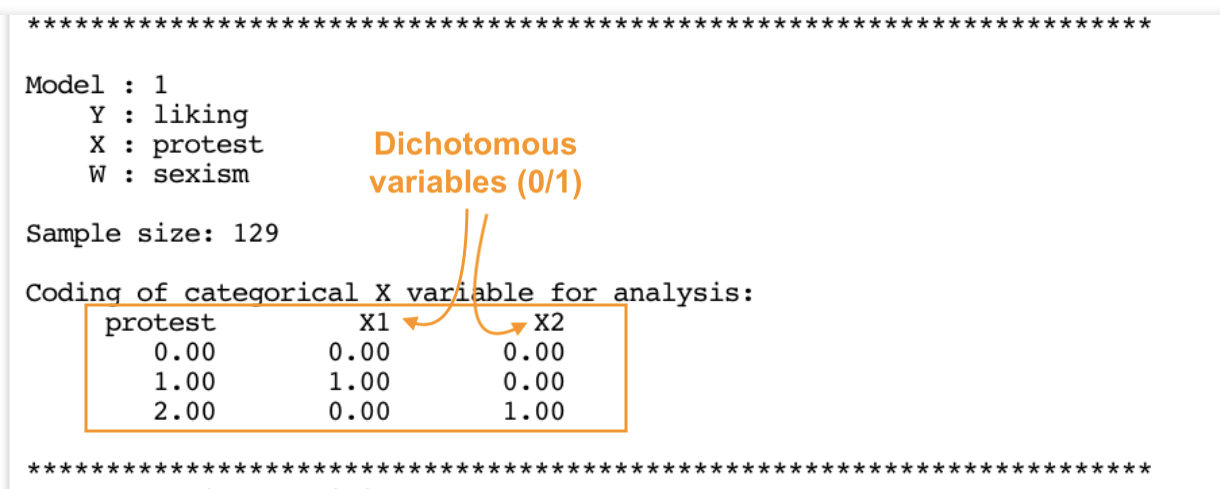 ***********************************************************************
Model : 1
Y : liking
X : protest
W : sexism
Dichotomous
variables (0/1)
Sample size: 129
Coding of categorical X variable for analysis:
protest X1 X2
0.00 0.00 0.00
1.00 1.00 0.00
2.00 0.00 1.00
***********************************************************************